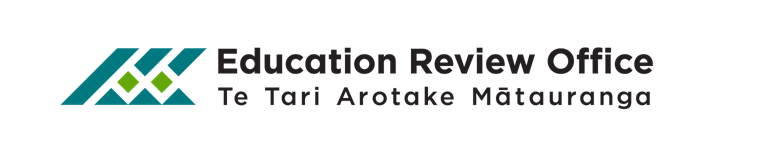 Education Review Office
Te Tari Arotake Mātauranga